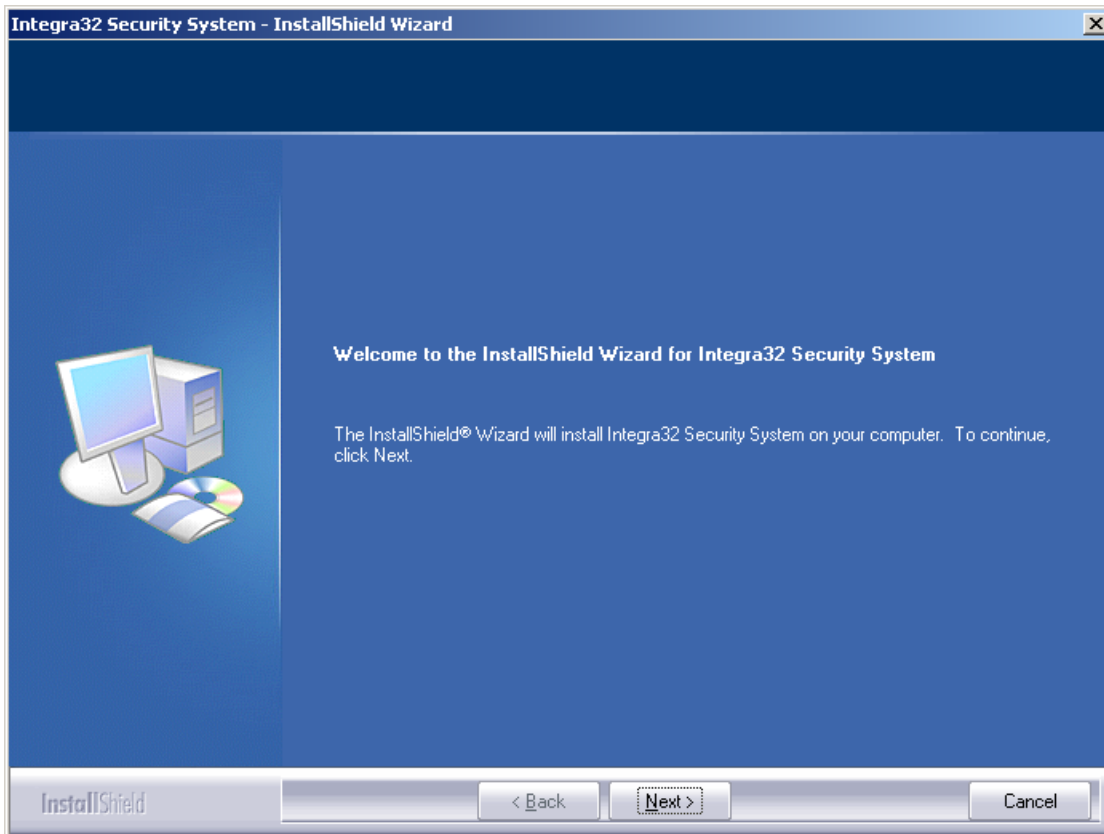 Integra32 Security System - InstallShield Wizard
Welcome to the InstallShield Wizard for Integra32 Security System
The InstallShield® Wizard will install Integra32 Security System on your computer. To continue,
click Next.
InstallShield
< Back
Next >
Cancel